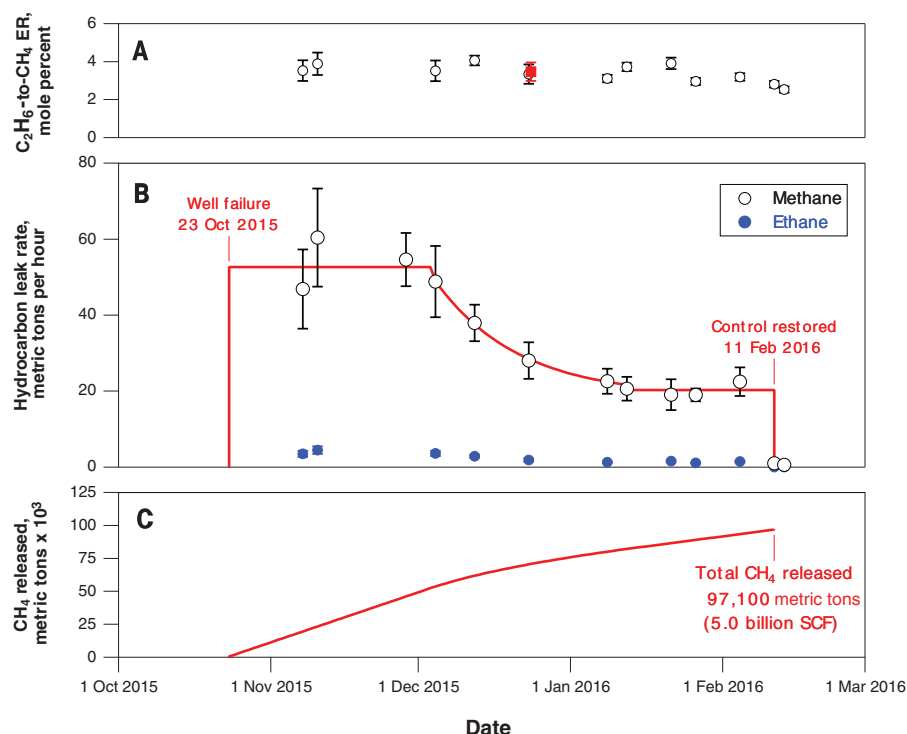 C₂H₆-to-CH₄ ER,
mole percent
6
4
2
0
A
Hydrocarbon leak rate,
metric tons per hour
80
60
40
20
0
B
Well failure
23 Oct 2015
Methane
Ethane
Control restored
11 Feb 2016
CH₄ released,
metric tons x 10³
125
100
75
50
25
0
C
Total CH₄ released
97,100 metric tons
(5.0 billion SCF)
1 Oct 2015
1 Nov 2015
1 Dec 2015
1 Jan 2016
1 Feb 2016
1 Mar 2016
Date